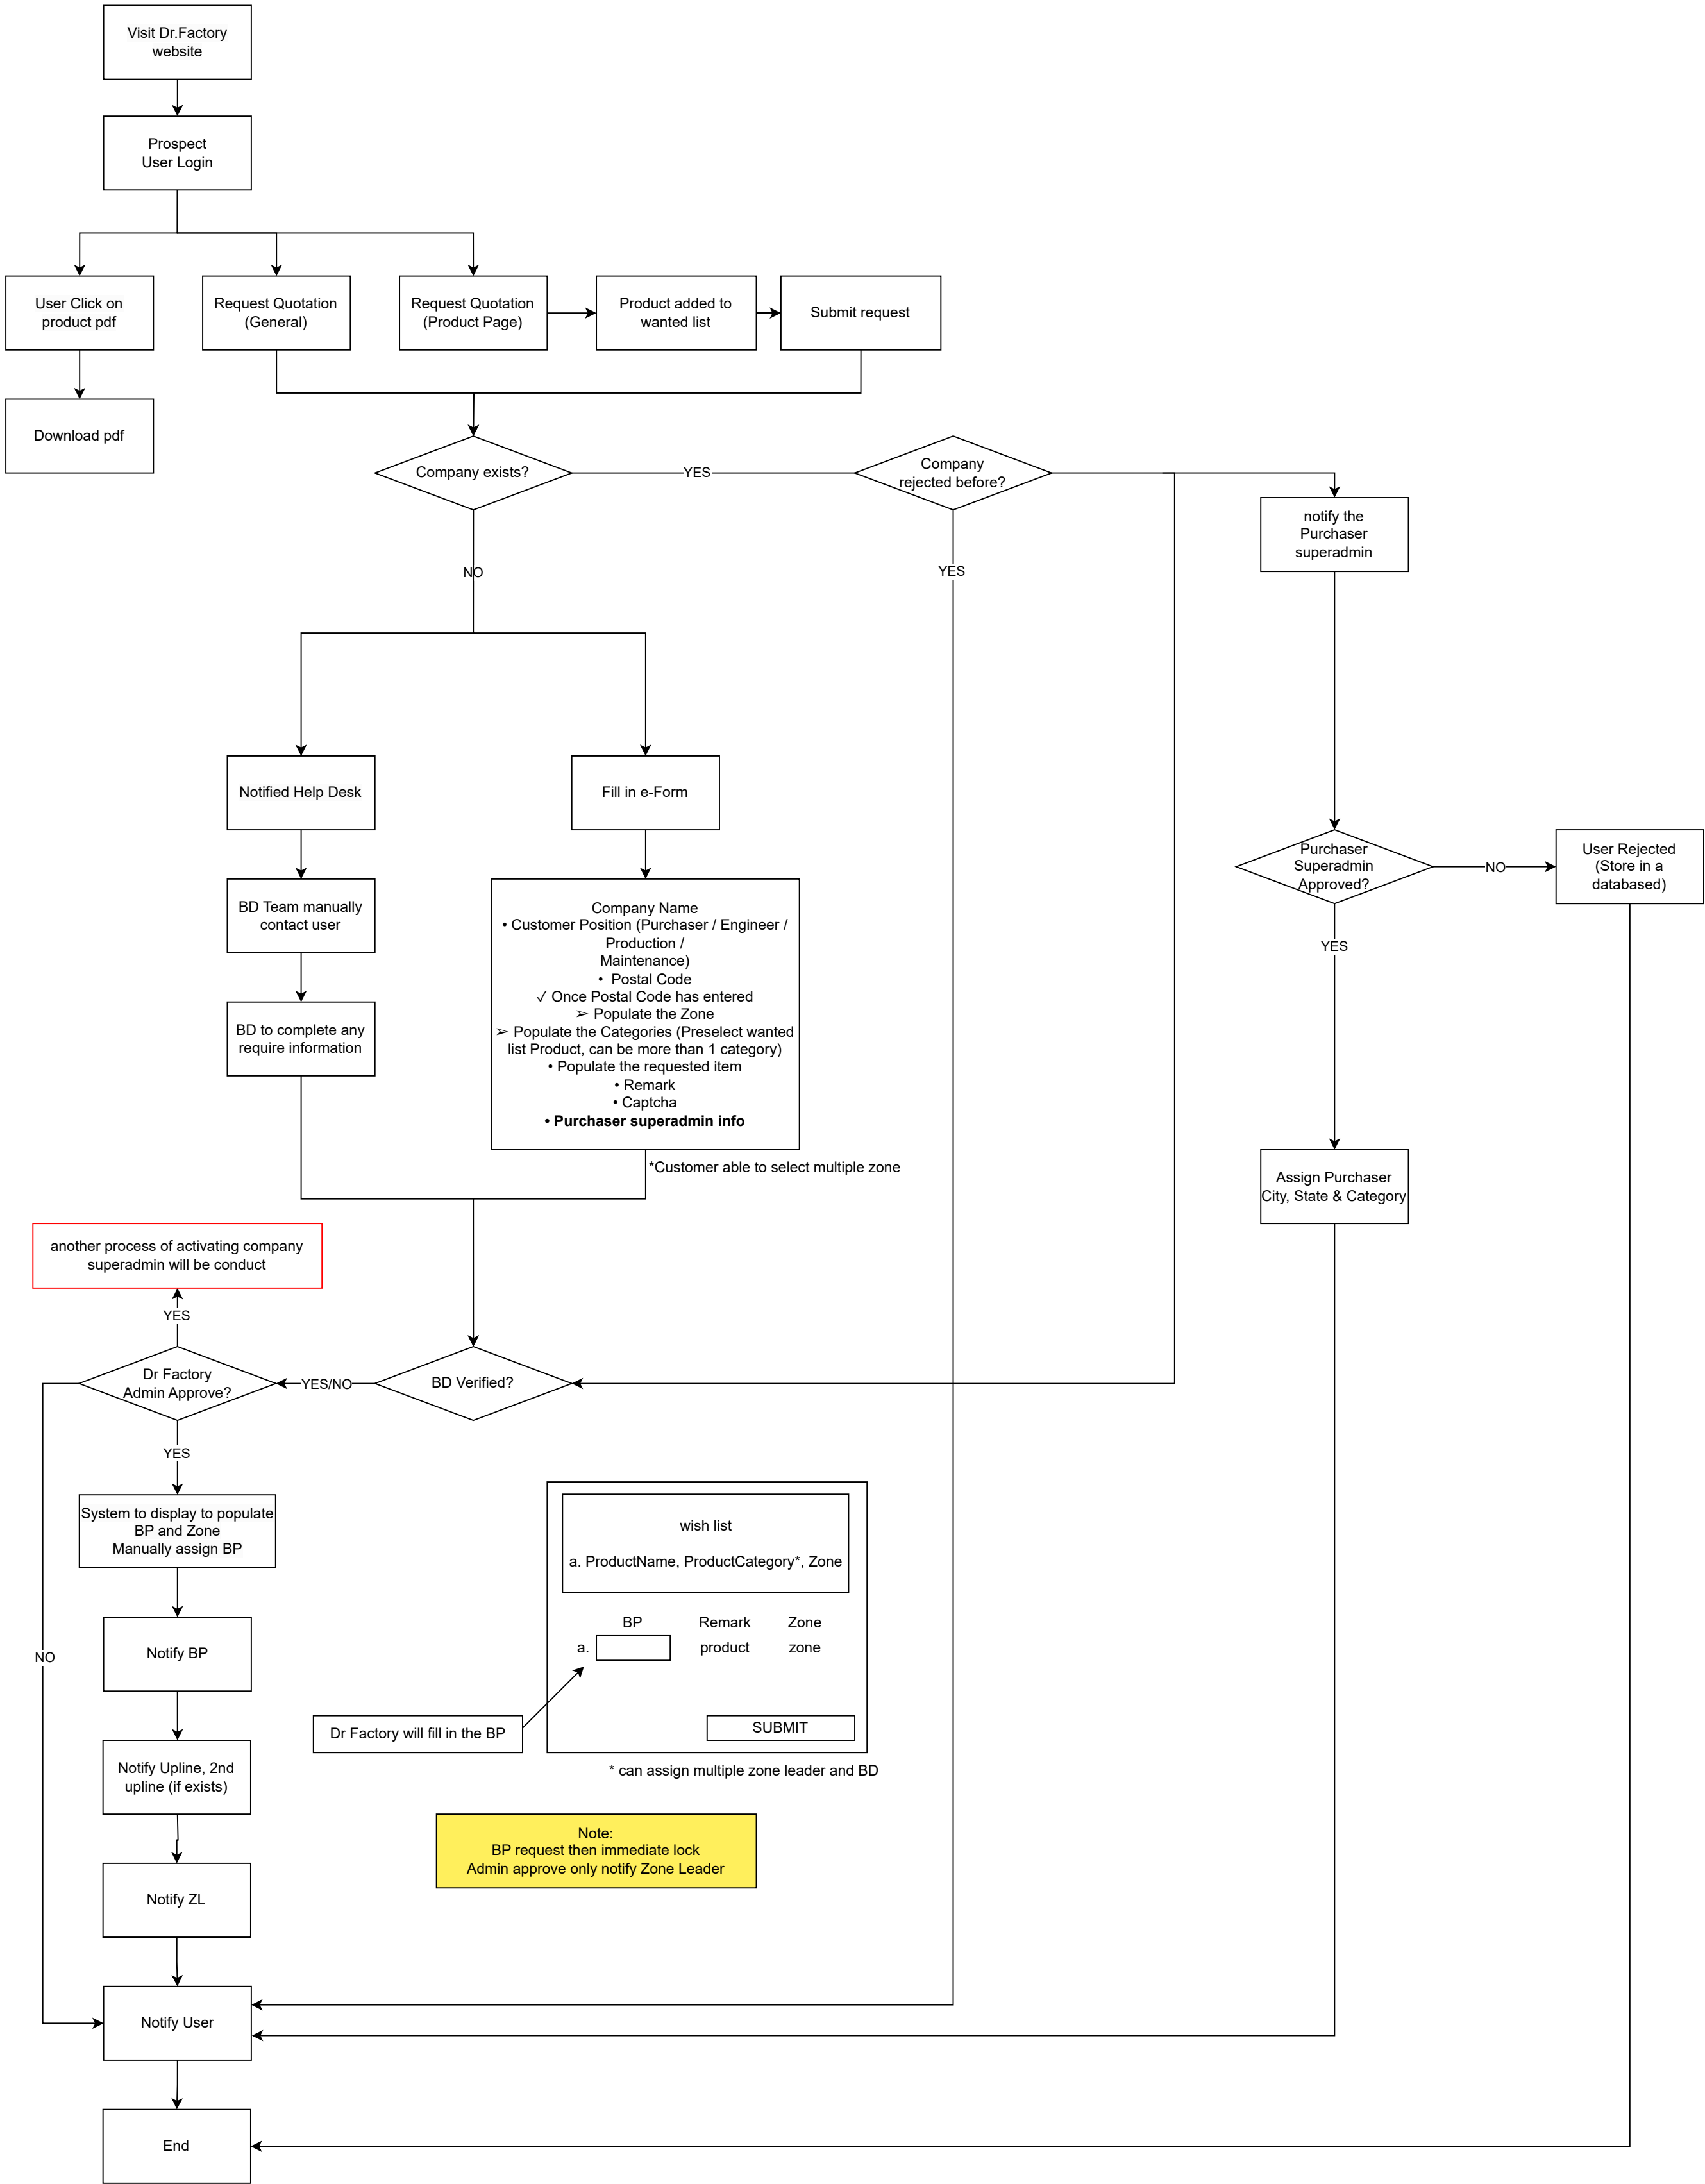 Visit Dr.Factory
website
Prospect
User Login
User Click on
product pdf
Request Quotation
(General)
Request Quotation
(Product Page)
Product added to
wanted list
Submit request
Download pdf
Company exists?
YES
Company
rejected before?
notify the
Purchaser
superadmin
NO
YES
Notified Help Desk
Fill in e-Form
Purchaser
Superadmin
Approved?
NO
User Rejected
(Store in a
databased)
BD Team manually
contact user
Company Name
• Customer Position (Purchaser / Engineer /
Production /
Maintenance)
• Postal Code
✓ Once Postal Code has entered
➢ Populate the Zone
➢ Populate the Categories (Preselect wanted
list Product, can be more than 1 category)
• Populate the requested item
• Remark
• Captcha
• Purchaser superadmin info
YES
BD to complete any
require information
*Customer able to select multiple zone
Assign Purchaser
City, State & Category
another process of activating company
superadmin will be conduct
YES
Dr Factory
Admin Approve?
YES/NO
BD Verified?
YES
System to display to populate
BP and Zone
Manually assign BP
wish list
a. ProductName, ProductCategory*, Zone
BP Remark Zone
a. product zone
NO
Notify BP
Dr Factory will fill in the BP
SUBMIT
* can assign multiple zone leader and BD
Notify Upline, 2nd
upline (if exists)
Note:
BP request then immediate lock
Admin approve only notify Zone Leader
Notify ZL
Notify User
End